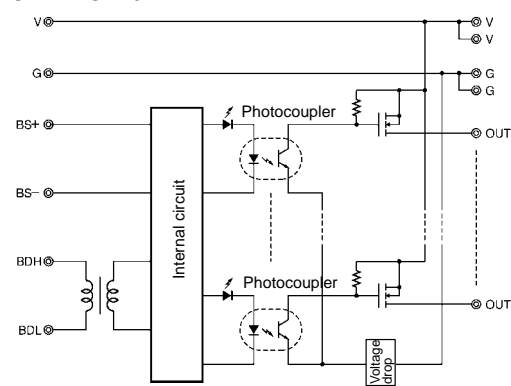 V
V
V
G
G
G
Photocoupler
BS+
OUT
BS−
Internal circuit
BDH
Photocoupler
OUT
BDL
Voltage
drop